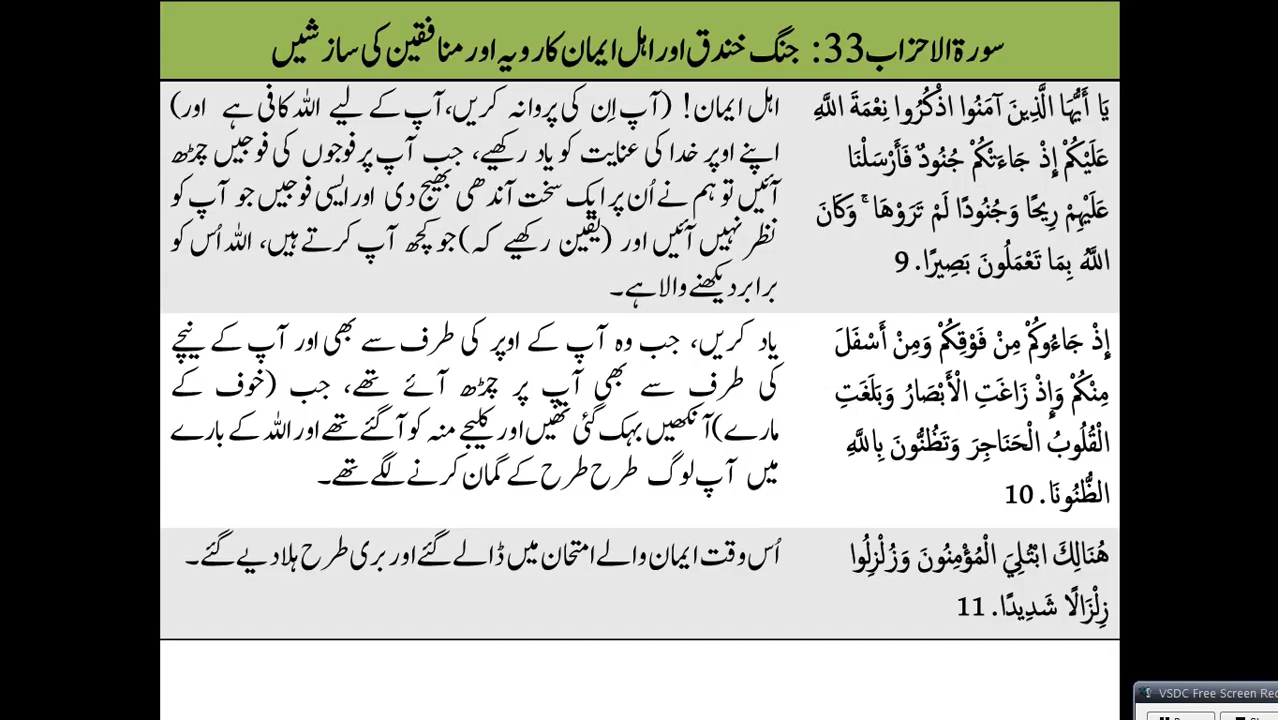 سورۃ الاحزاب 33: جنگ خندق اور اہل ایمان کا رویہ اور منافقین کی سازشیں
يَا أَيُّهَا الَّذِينَ آمَنُوا اذْكُرُوا نِعْمَةَ اللَّهِ
عَلَيْكُمْ إِذْ جَاءَتْكُمْ جُنُودٌ فَأَرْسَلْنَا
عَلَيْهِمْ رِيحًا وَجُنُودًا لَمْ تَرَوْهَا ۚ وَكَانَ
اللَّهُ بِمَا تَعْمَلُونَ بَصِيرًا. 9
اہل ایمان! (آپ اِن کی پروا نہ کریں، آپ کے لیے اللہ کافی ہے اور)
اپنے اوپر خدا کی عنایت کو یاد رکھیے، جب آپ پر فوجوں کی فوجیں چڑھ
آئیں تو ہم نے اُن پر ایک سخت آندھی بھیج دی اور ایسی فوجیں جو آپ کو
نظر نہیں آئیں اور (یقین رکھیے کہ) جو کچھ آپ کرتے ہیں، اللہ اُس کو
برابر دیکھنے والا ہے۔
إِذْ جَاءُوكُمْ مِنْ فَوْقِكُمْ وَمِنْ أَسْفَلَ
مِنْكُمْ وَإِذْ زَاغَتِ الْأَبْصَارُ وَبَلَغَتِ
الْقُلُوبُ الْحَنَاجِرَ وَتَظُنُّونَ بِاللَّهِ
الظُّنُونَا. 10
یاد کریں، جب وہ آپ کے اوپر کی طرف سے بھی اور آپ کے نیچے
کی طرف سے بھی آپ پر چڑھ آئے تھے، جب (خوف کے
مارے) آنکھیں بہک گئی تھیں اور کلیجے منہ کو آ گئے تھے اور اللہ کے بارے
میں آپ لوگ طرح طرح کے گمان کرنے لگے تھے۔
هُنَالِكَ ابْتُلِيَ الْمُؤْمِنُونَ وَزُلْزِلُوا
زِلْزَالًا شَدِيدًا. 11
اُس وقت ایمان والے امتحان میں ڈالے گئے اور بری طرح ہلا دیے گئے۔
VSDC Free Screen Rec